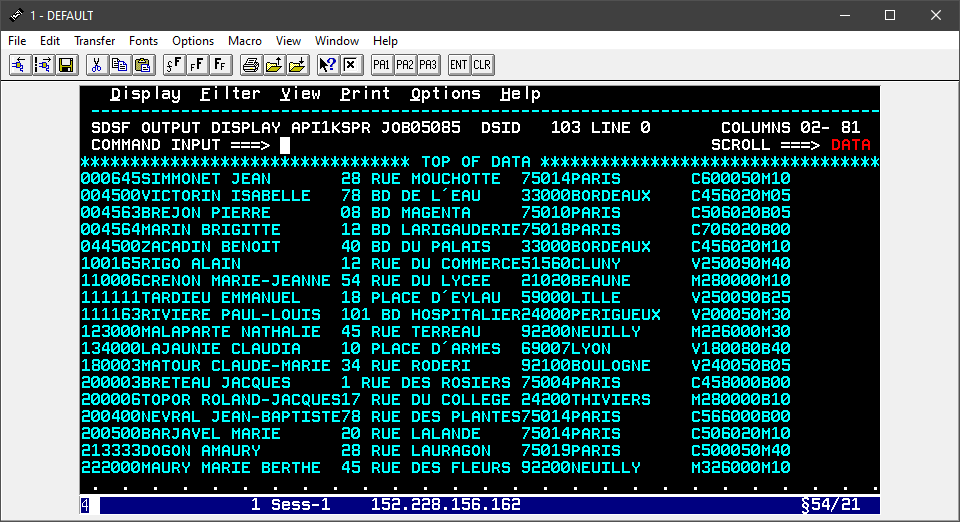 1 - DEFAULT
File Edit Transfer Fonts Options Macro View Window Help
PA1 PA2 PA3 ENT CLR
Display Filter View Print Options Help
SDSF OUTPUT DISPLAY API1KSPR JOB05085 DSID 103 LINE 0 COLUMNS 02- 81
COMMAND INPUT ===> SCROLL ===> DATA
********************************* TOP OF DATA **********************************
000645SIMMONET JEAN 28 RUE MOUCHOTTE 75014PARIS C600050M10
004500VICTORIN ISABELLE 78 BD DE L´EAU 33000BORDEAUX C456020M05
004563BREJON PIERRE 08 BD MAGENTA 75010PARIS C506020B05
004564MARIN BRIGITTE 12 BD LARIGAUDERIE75018PARIS C706020B00
044500ZACADIN BENOIT 40 BD DU PALAIS 33000BORDEAUX C456020M10
100165RIGO ALAIN 12 RUE DU COMMERCE51560CLUNY V250090M40
110006CRENON MARIE-JEANNE 54 RUE DU LYCEE 21020BEAUNE M280000M10
111111TARDIEU EMMANUEL 18 PLACE D´EYLAU 59000LILLE V250090B25
111163RIVIERE PAUL-LOUIS 101 BD HOSPITALIER24000PERIGUEUX V200050M30
123000MALAPARTE NATHALIE 45 RUE TERREAU 92200NEUILLY M226000M30
134000LAJAUNIE CLAUDIA 10 PLACE D´ARMES 69007LYON V180080B40
180003MATOUR CLAUDE-MARIE 34 RUE RODERI 92100BOULOGNE V240050B05
200003BRETEAU JACQUES 1 RUE DES ROSIERS 75004PARIS C458000B00
200006TOPOR ROLAND-JACQUES17 RUE DU COLLEGE 24200THIVIERS M280000B10
200400NEVRAL JEAN-BAPTISTE78 RUE DES PLANTES75014PARIS C566000B00
200500BARJAVEL MARIE 20 RUE LALANDE 75014PARIS C506020M10
213333DOGON AMAURY 28 RUE LAURAGON 75019PARIS C500050M40
222000MAURY MARIE BERTHE 45 RUE DES FLEURS 92200NEUILLY M326000M10
4 1 Sess-1 152.228.156.162 §54/21